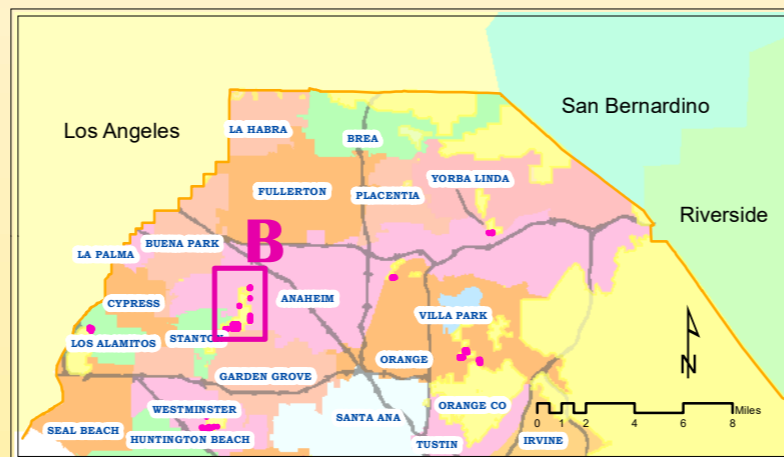 San Bernardino
Los Angeles
LA HABRA
BREA
YORBA LINDA
FULLERTON
PLACENTIA
Riverside
BUENA PARK
B
LA PALMA
CYPRESS
ANAHEIM
VILLA PARK
STANTON
LOS ALAMITOS
ORANGE
N
GARDEN GROVE
WESTMINSTER
SANTA ANA
ORANGE CO
0 1 2 4 6 8 Miles
SEAL BEACH
HUNTINGTON BEACH
TUSTIN
IRVINE